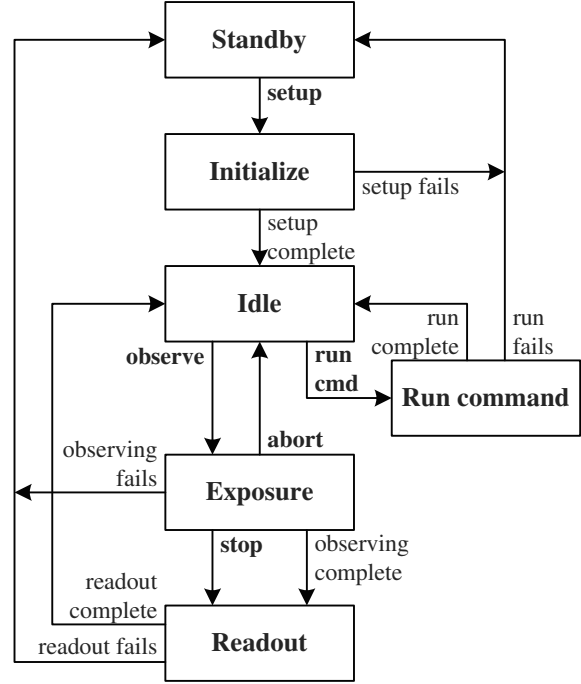 Standby
setup
Initialize
setup fails
setup
complete
Idle
observe
run
cmd
run
complete
run
fails
Run command
abort
observing
fails
Exposure
stop
observing
complete
readout
complete
readout fails
Readout